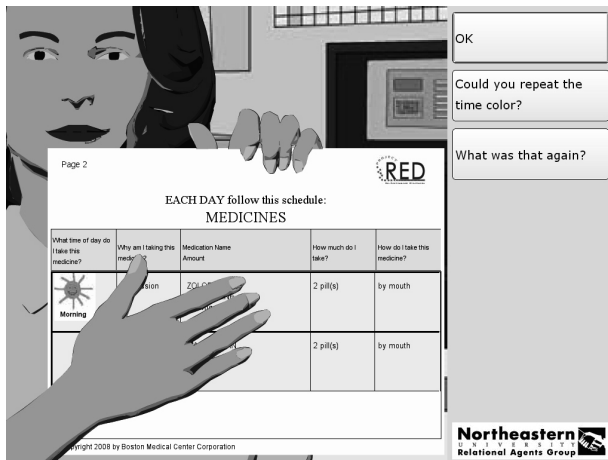 OK
Could you repeat the
time color?
What was that again?
Page 2
PROJECT
RED
EACH DAY follow this schedule:
MEDICINES
What time of day do
I take this
medicine?
Why am I taking this
Medication Name
Amount
How much do I
take?
How do I take this
medicine?
Morning
2 pill(s)
by mouth
2 pill(s)
by mouth
2008 by Boston Medical Center Corporation
Northeastern
UNIVERSITY
Relational Agents Group